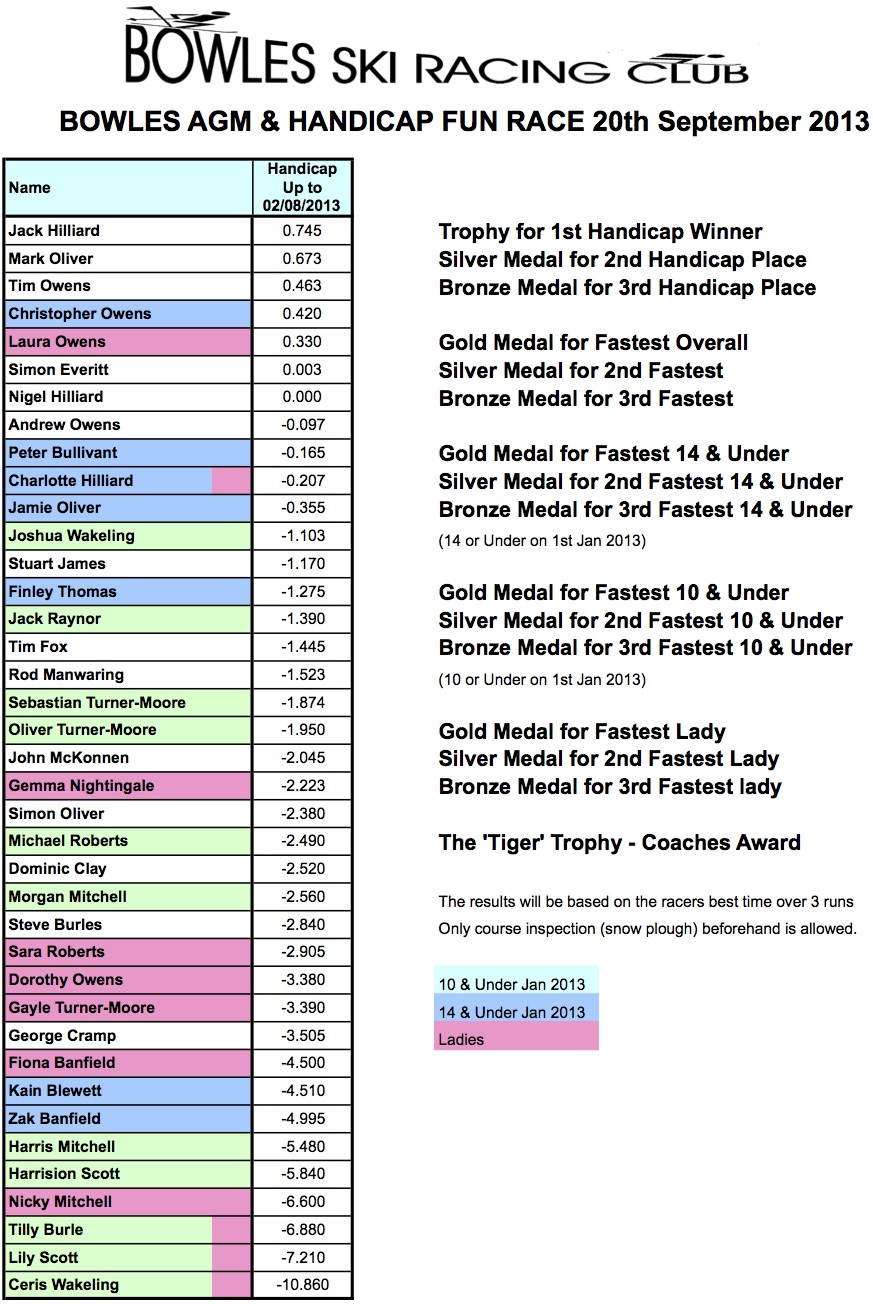 BOWLES SKI RACING CLUB
BOWLES AGM & HANDICAP FUN RACE 20th September 2013
Name Handicap Up to 02/08/2013
Jack Hilliard 0.745
Mark Oliver 0.673
Tim Owens 0.463
Christopher Owens 0.420
Laura Owens 0.330
Simon Everitt 0.003
Nigel Hilliard 0.000
Andrew Owens -0.097
Peter Bullivant -0.165
Charlotte Hilliard -0.207
Jamie Oliver -0.355
Joshua Wakeling -1.103
Stuart James -1.170
Finley Thomas -1.275
Jack Raynor -1.390
Tim Fox -1.445
Rod Manwaring -1.523
Sebastian Turner-Moore -1.874
Oliver Turner-Moore -1.950
John McKonnen -2.045
Gemma Nightingale -2.223
Simon Oliver -2.380
Michael Roberts -2.490
Dominic Clay -2.520
Morgan Mitchell -2.560
Steve Burles -2.840
Sara Roberts -2.905
Dorothy Owens -3.380
Gayle Turner-Moore -3.390
George Cramp -3.505
Fiona Banfield -4.500
Kain Blewett -4.510
Zak Banfield -4.995
Harris Mitchell -5.480
Harrision Scott -5.840
Nicky Mitchell -6.600
Tilly Burle -6.880
Lily Scott -7.210
Ceris Wakeling -10.860
Trophy for 1st Handicap Winner
Silver Medal for 2nd Handicap Place
Bronze Medal for 3rd Handicap Place
Gold Medal for Fastest Overall
Silver Medal for 2nd Fastest
Bronze Medal for 3rd Fastest
Gold Medal for Fastest 14 & Under
Silver Medal for 2nd Fastest 14 & Under
Bronze Medal for 3rd Fastest 14 & Under
(14 or Under on 1st Jan 2013)
Gold Medal for Fastest 10 & Under
Silver Medal for 2nd Fastest 10 & Under
Bronze Medal for 3rd Fastest 10 & Under
(10 or Under on 1st Jan 2013)
Gold Medal for Fastest Lady
Silver Medal for 2nd Fastest Lady
Bronze Medal for 3rd Fastest lady
The 'Tiger' Trophy - Coaches Award
The results will be based on the racers best time over 3 runs
Only course inspection (snow plough) beforehand is allowed.
10 & Under Jan 2013
14 & Under Jan 2013
Ladies